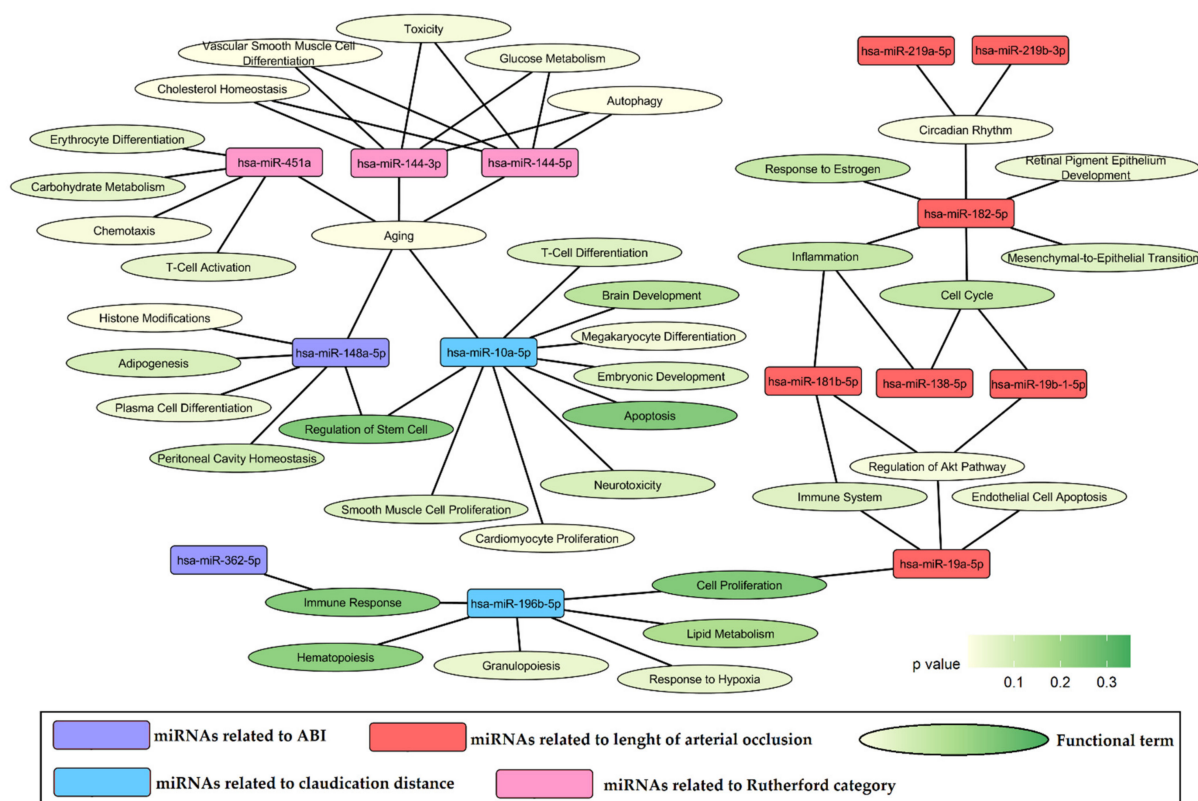 Toxicity
Vascular Smooth Muscle Cell
Differentiation
Glucose Metabolism
Cholesterol Homeostasis
Autophagy
hsa-miR-219a-5p
hsa-miR-219b-3p
Circadian Rhythm
Erythrocyte Differentiation
hsa-miR-451a
hsa-miR-144-3p
hsa-miR-144-5p
Carbohydrate Metabolism
Response to Estrogen
Retinal Pigment Epithelium
Development
Chemotaxis
hsa-miR-182-5p
Aging
T-Cell Activation
T-Cell Differentiation
Inflammation
Mesenchymal-to-Epithelial Transition
Brain Development
Cell Cycle
Histone Modifications
Megakaryocyte Differentiation
hsa-miR-148a-5p
hsa-miR-10a-5p
Adipogenesis
Embryonic Development
hsa-miR-181b-5p
hsa-miR-138-5p
hsa-miR-19b-1-5p
Plasma Cell Differentiation
Regulation of Stem Cell
Apoptosis
Peritoneal Cavity Homeostasis
Neurotoxicity
Regulation of Akt Pathway
Smooth Muscle Cell Proliferation
Immune System
Endothelial Cell Apoptosis
Cardiomyocyte Proliferation
hsa-miR-362-5p
hsa-miR-19a-5p
Cell Proliferation
Immune Response
hsa-miR-196b-5p
Lipid Metabolism
Hematopoiesis
Granulopoiesis
Response to Hypoxia
p value
0.1 0.2 0.3
miRNAs related to ABI
miRNAs related to lenght of arterial occlusion
Functional term
miRNAs related to claudication distance
miRNAs related to Rutherford category